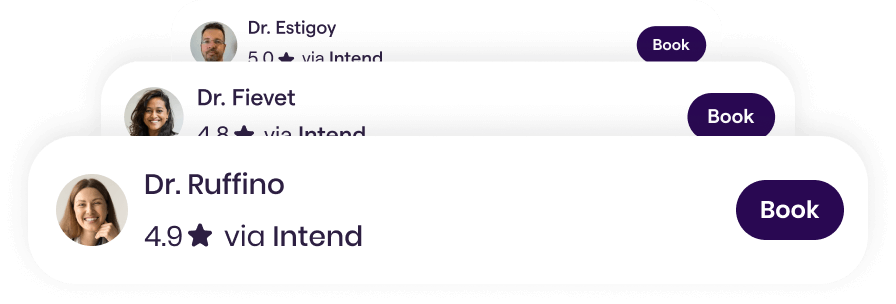 Dr. Estigoy
5.0 ★ via Intend
Book
Dr. Fievet
4.8 ★ via Intend
Book
Dr. Ruffino
4.9 ★ via Intend
Book